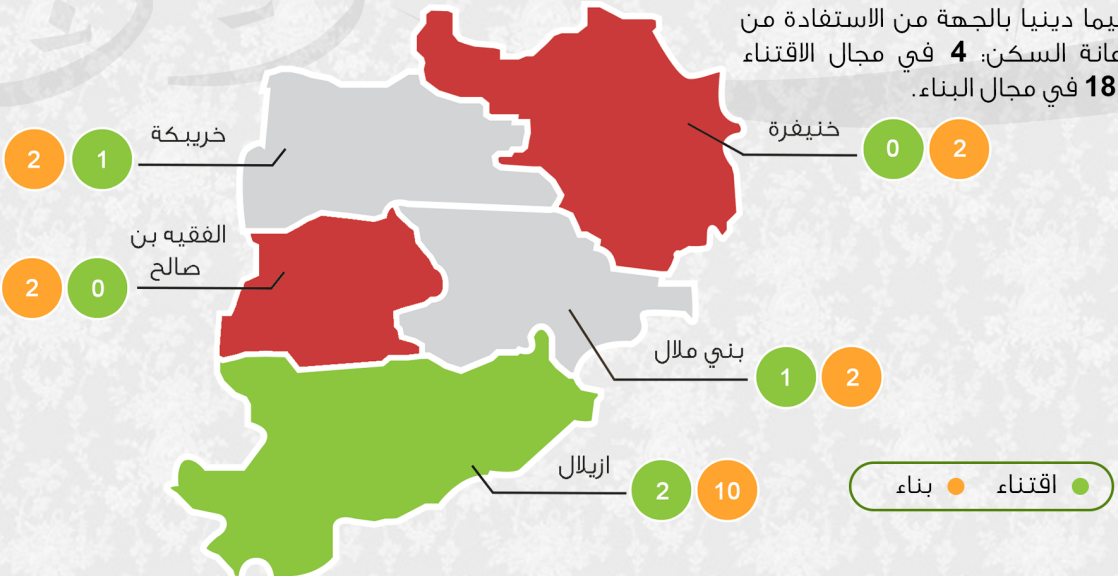 يما دينيا بالجهة من الاستفادة من
مانة السكن: 4 في مجال الاقتناء
18 في مجال البناء.
خريبكة
2 1
خنيفرة
0 2
الفقيه بن
صالح
2 0
بني ملال
1 2
ازيلال
2 10
اقتناء بناء